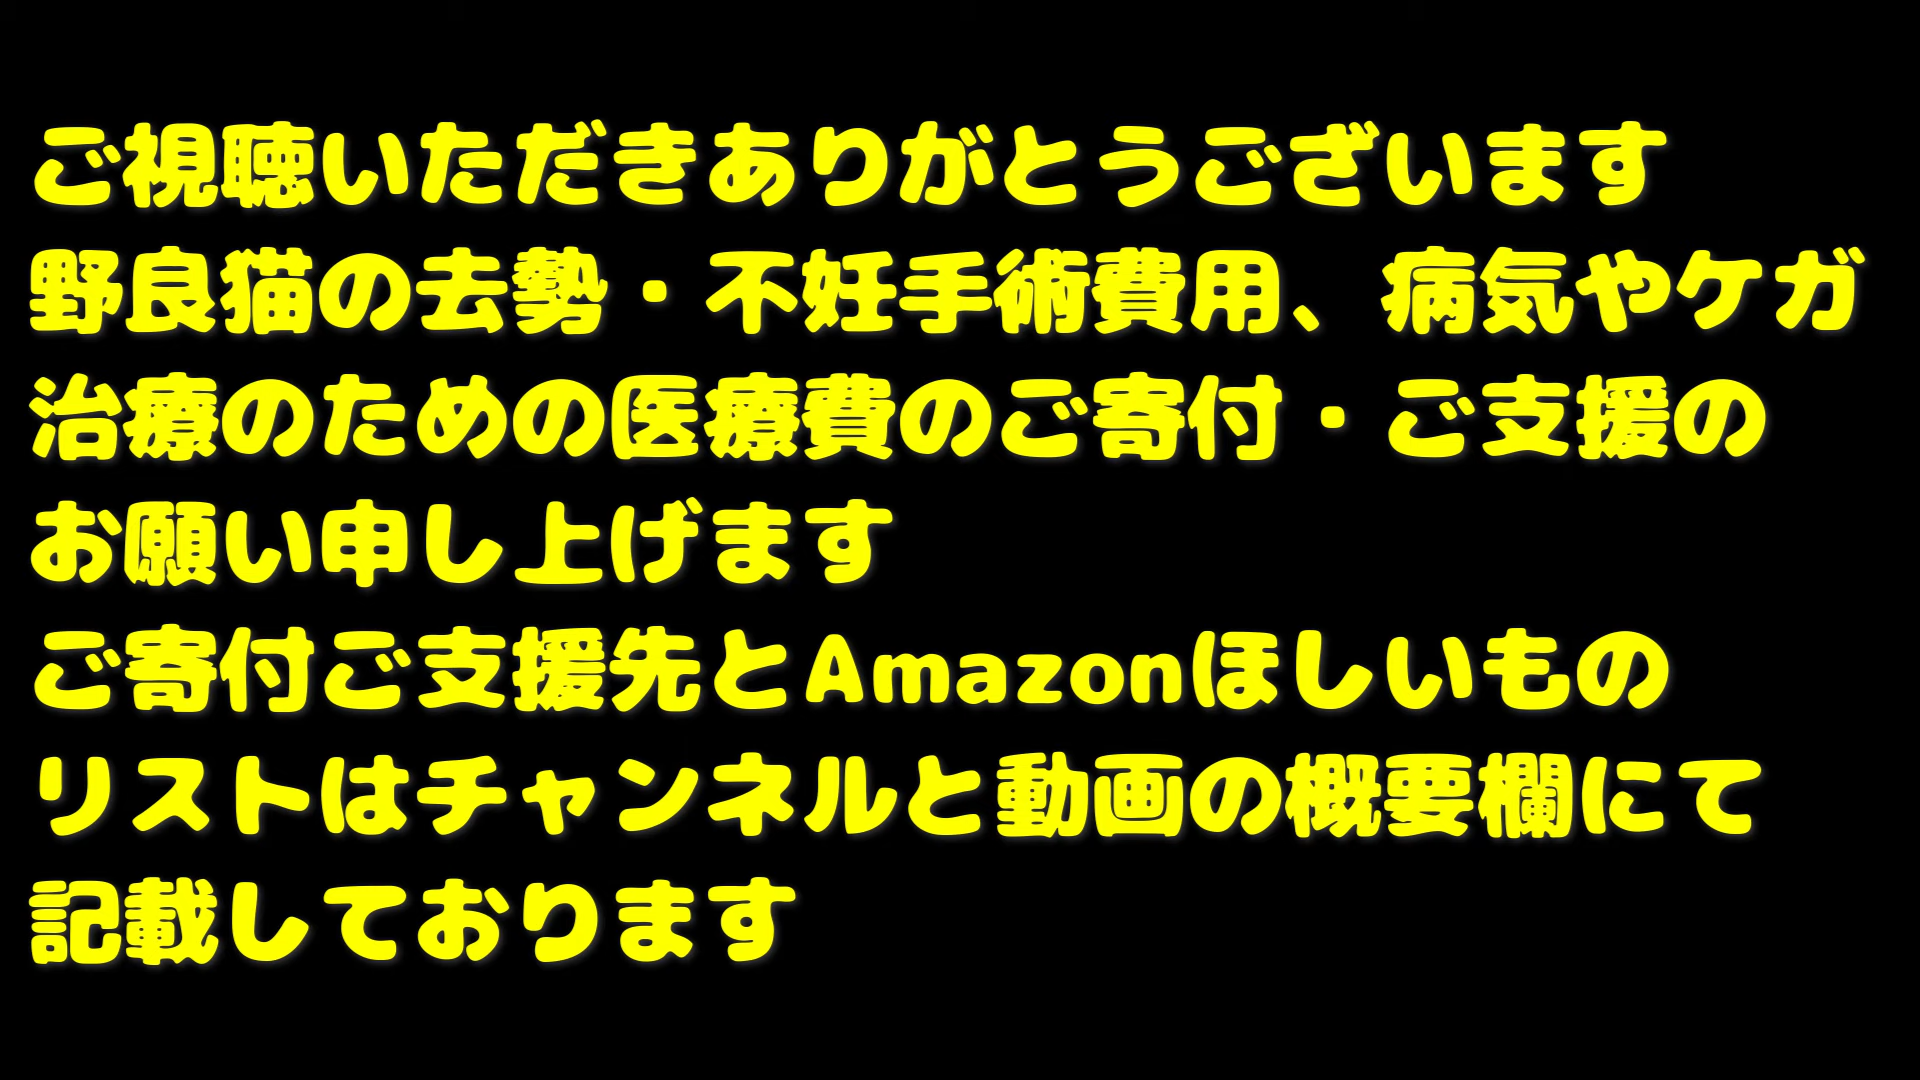 ご視聴いただきありがとうございます
野良猫の去勢・不妊手術費用、病気やケガ
治療のための医療費のご寄付・ご支援の
お願い申し上げます
ご寄付ご支援先とAmazonほしいもの
リストはチャンネルと動画の概要欄にて
記載しております